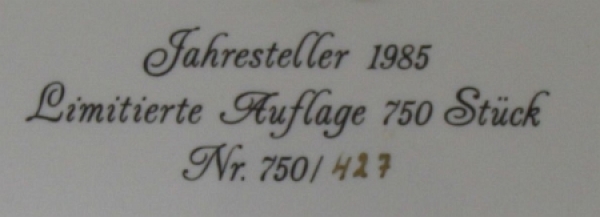 Jahresteller 1985
Limitierte Auflage 750 Stück
Nr. 750/427